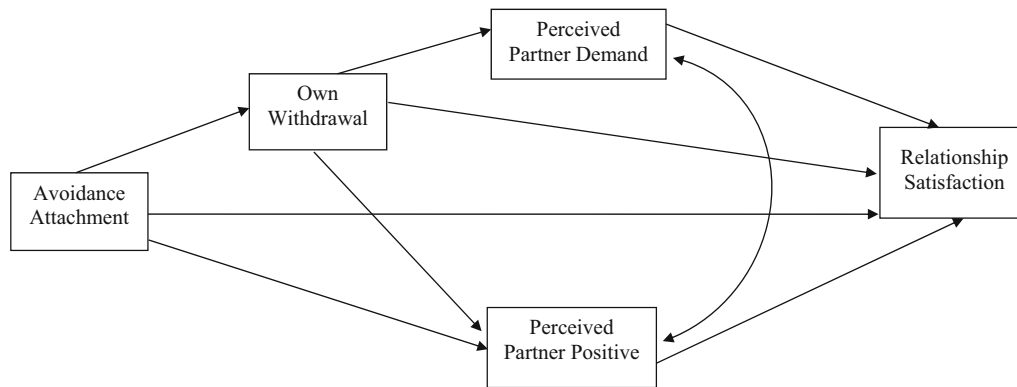 Perceived
Partner Demand
Own
Withdrawal
Relationship
Satisfaction
Avoidance
Attachment
Perceived
Partner Positive